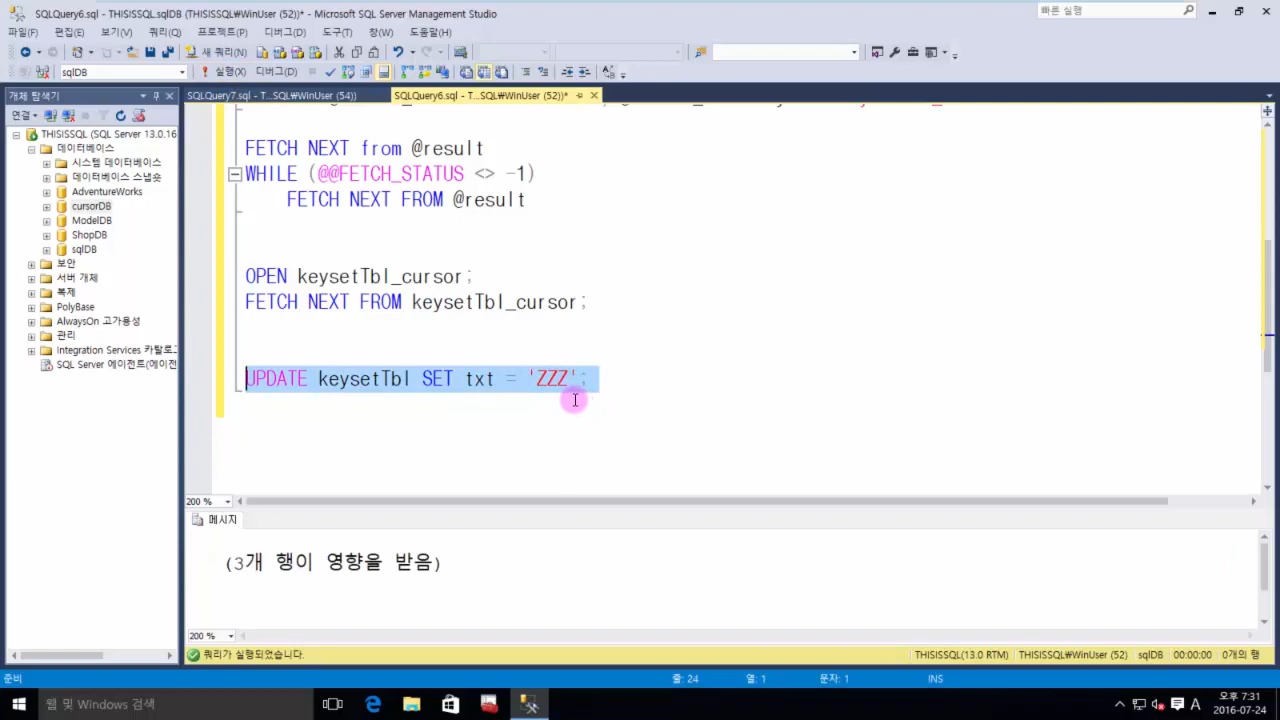 SQLQuery6.sql - THISISSQL.sqlDB (THISISSQL₩WinUser (52))* - Microsoft SQL Server Management Studio
빠른 실행
파일(F) 편집(E) 보기(V) 쿼리(Q) 프로젝트(P) 디버그(D) 도구(T) 창(W) 도움말(H)
새 쿼리(N)
sqlDB 실행(X) 디버그(D)
개체 탐색기
SQLQuery7.sql - T...SQL₩WinUser (54)) SQLQuery6.sql - T...SQL₩WinUser (52))*
연결
THISISSQL (SQL Server 13.0.16
데이터베이스
시스템 데이터베이스
데이터베이스 스냅숏
AdventureWorks
cursorDB
ModelDB
ShopDB
sqlDB
보안
서버 개체
복제
PolyBase
AlwaysOn 고가용성
관리
Integration Services 카탈로그
SQL Server 에이전트(에이전
FETCH NEXT from @result
WHILE (@@FETCH_STATUS <> -1)
FETCH NEXT FROM @result
OPEN keysetTbl_cursor;
FETCH NEXT FROM keysetTbl_cursor;
UPDATE keysetTbl SET txt = 'ZZZ';
200 %
메시지
(3개 행이 영향을 받음)
200 %
쿼리가 실행되었습니다.
THISISSQL(13.0 RTM) THISISSQL₩WinUser (52) sqlDB 00:00:00 0개의 행
준비 줄: 24 열: 1 문자: 1 INS
웹 및 Windows 검색
A 오후 7:31
2016-07-24